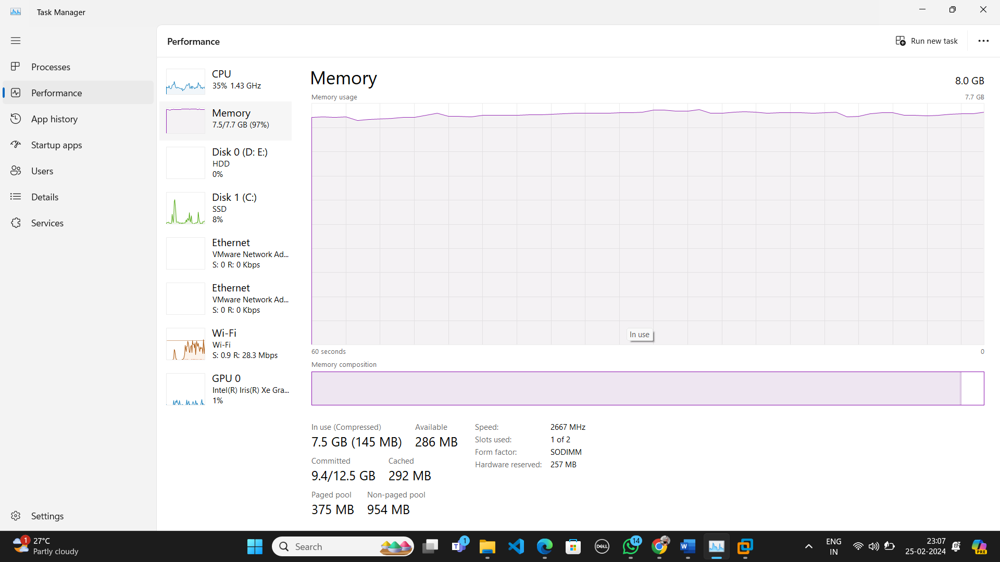 Task Manager
Performance
Run new task
Processes
Performance
App history
Startup apps
Users
Details
Services
Settings
CPU
35% 1.43 GHz
Memory
7.5/7.7 GB (97%)
Disk 0 (D: E:)
HDD
0%
Disk 1 (C:)
SSD
8%
Ethernet
VMware Network Ad...
S: 0 R: 0 Kbps
Ethernet
VMware Network Ad...
S: 0 R: 0 Kbps
Wi-Fi
Wi-Fi
S: 0.9 R: 28.3 Mbps
GPU 0
Intel(R) Iris(R) Xe Gra...
1%
Memory
8.0 GB
Memory usage
7.7 GB
In use
60 seconds
0
Memory composition
In use (Compressed)
7.5 GB (145 MB)
Available
286 MB
Committed
9.4/12.5 GB
Cached
292 MB
Paged pool
375 MB
Non-paged pool
954 MB
Speed: 2667 MHz
Slots used: 1 of 2
Form factor: SODIMM
Hardware reserved: 257 MB
1
27°C
Partly cloudy
Search
1
DELL
14
W
ENG
IN
23:07
25-02-2024
PRE